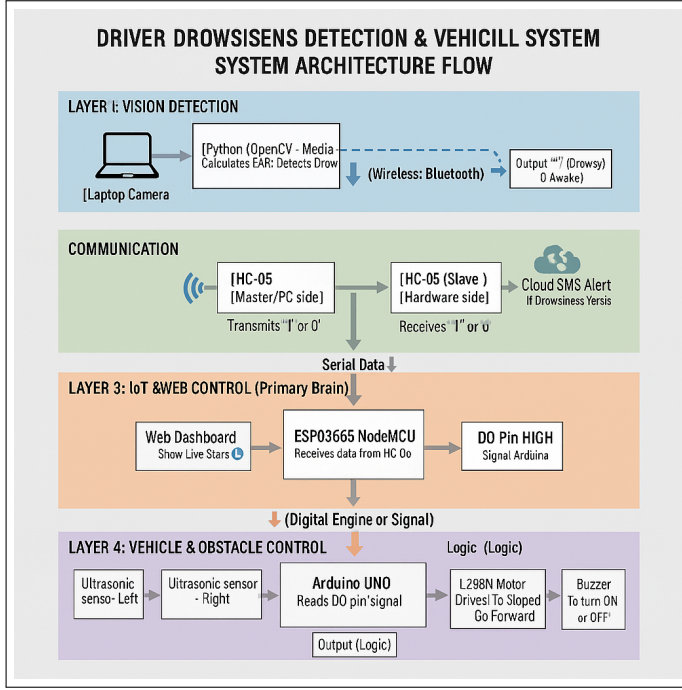 DRIVER DROWSISENS DETECTION & VEHICILL SYSTEM
SYSTEM ARCHITECTURE FLOW
LAYER I: VISION DETECTION
[Laptop Camera
[Python (OpenCV - Media
Calculates EAR: Detects Drow
(Wireless: Bluetooth)
Output "'"/ (Drowsy)
0 Awake)
COMMUNICATION
[HC-05
[Master/PC side]
Transmits "I" or 0'
[HC-05 (Slave )
[Hardware side]
Receives "I" or 0"
Cloud SMS Alert
If Drowsiness Yersis
Serial Data
LAYER 3: IoT &WEB CONTROL (Primary Brain)
Web Dashboard
Show Live Stars L
ESP03665 NodeMCU
Receives data from HC Oo
DO Pin HIGH
Signal Arduina
(Digital Engine or Signal)
LAYER 4: VEHICLE & OBSTACLE CONTROL
Logic (Logic)
Ultrasonic
senso- Left
Uitrasonic sensor
- Right
Arduino UNO
Reads DO pin'signal
L298N Motor
Drives| To Sloped
Go Forward
Buzzer
To turn ON
or OFF'
Output (Logic)